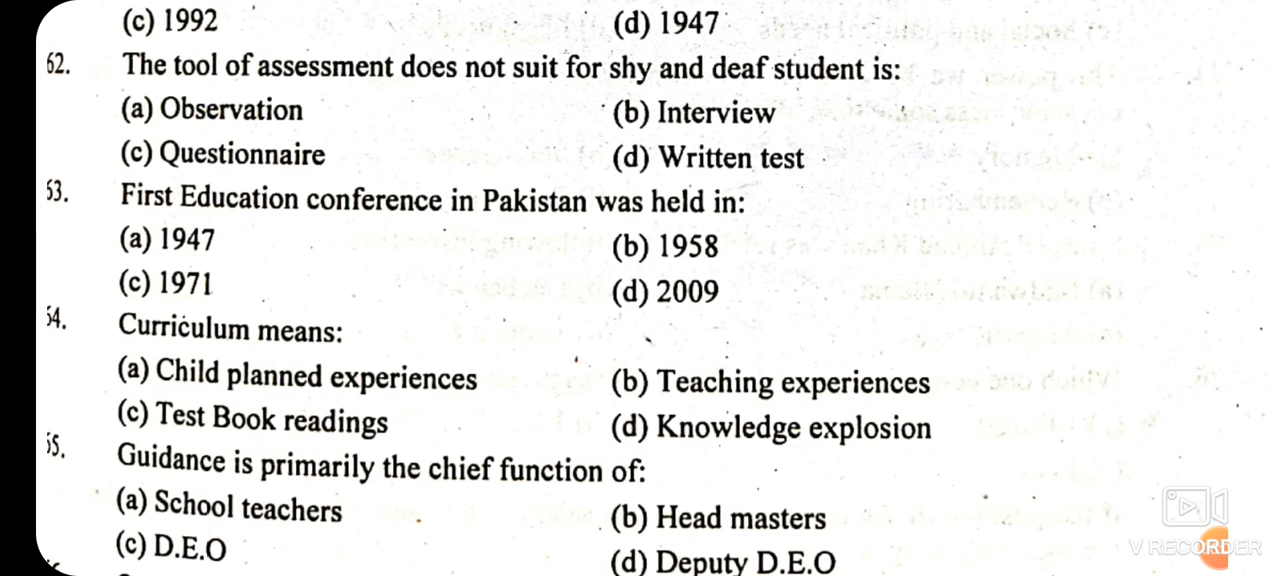 (c) 1992 (d) 1947
62. The tool of assessment does not suit for shy and deaf student is:
(a) Observation (b) Interview
(c) Questionnaire (d) Written test
53. First Education conference in Pakistan was held in:
(a) 1947 (b) 1958
(c) 1971 (d) 2009
54. Curriculum means:
(a) Child planned experiences (b) Teaching experiences
(c) Test Book readings (d) Knowledge explosion
55. Guidance is primarily the chief function of:
(a) School teachers (b) Head masters
(c) D.E.O (d) Deputy D.E.O
V RECORDER